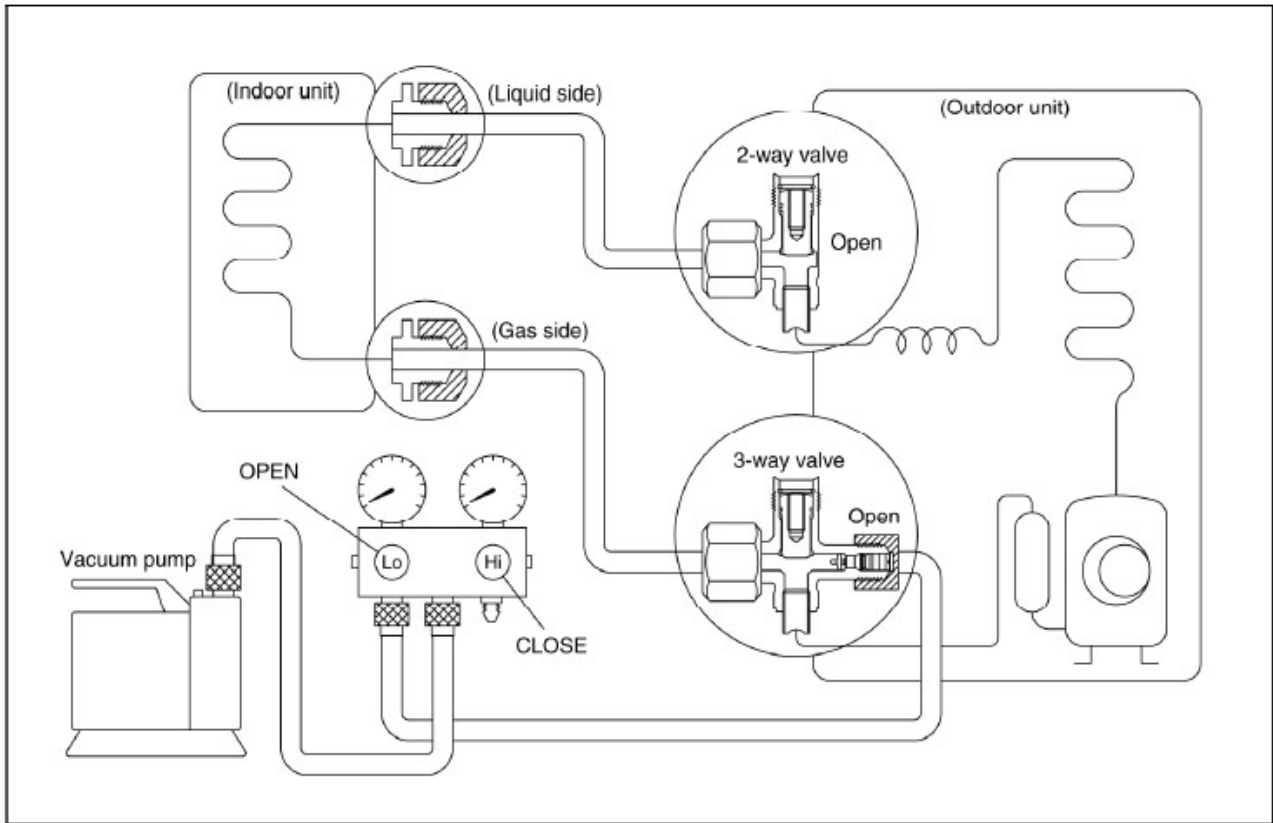 (Indoor unit)
(Liquid side)
(Outdoor unit)
2-way valve
Open
(Gas side)
3-way valve
Open
OPEN
Lo
Hi
CLOSE
Vacuum pump